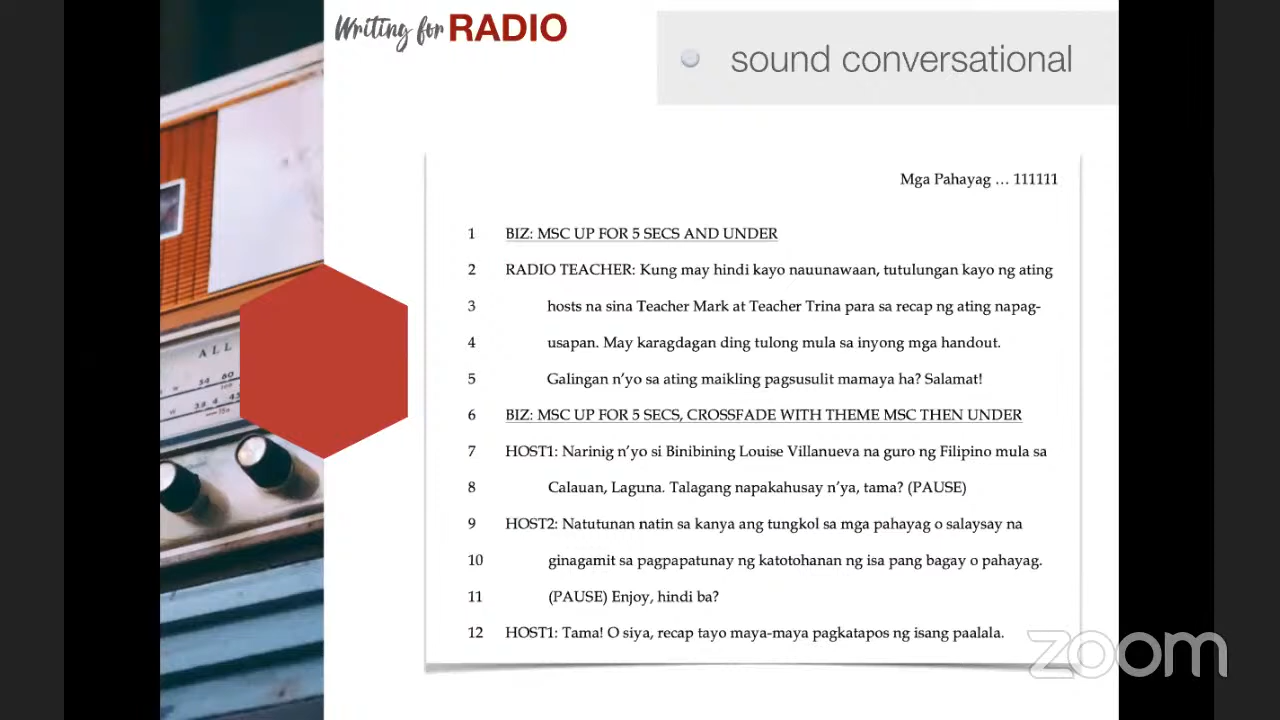 Writing for RADIO
sound conversational
Mga Pahayag … 111111
1 BIZ: MSC UP FOR 5 SECS AND UNDER
2 RADIO TEACHER: Kung may hindi kayo nauunawaan, tutulungan kayo ng ating
3 hosts na sina Teacher Mark at Teacher Trina para sa recap ng ating napag-
4 usapan. May karagdagan ding tulong mula sa inyong mga handout.
5 Galingan n’yo sa ating maikling pagsusulit mamaya ha? Salamat!
6 BIZ: MSC UP FOR 5 SECS, CROSSFADE WITH THEME MSC THEN UNDER
7 HOST1: Narinig n’yo si Binibining Louise Villanueva na guro ng Filipino mula sa
8 Calauan, Laguna. Talagang napakahusay n’ya, tama? (PAUSE)
9 HOST2: Natutunan natin sa kanya ang tungkol sa mga pahayag o salaysay na
10 ginagamit sa pagpapatunay ng katotohanan ng isa pang bagay o pahayag.
11 (PAUSE) Enjoy, hindi ba?
12 HOST1: Tama! O siya, recap tayo maya-maya pagkatapos ng isang paalala.
zoom
ALL
54 60